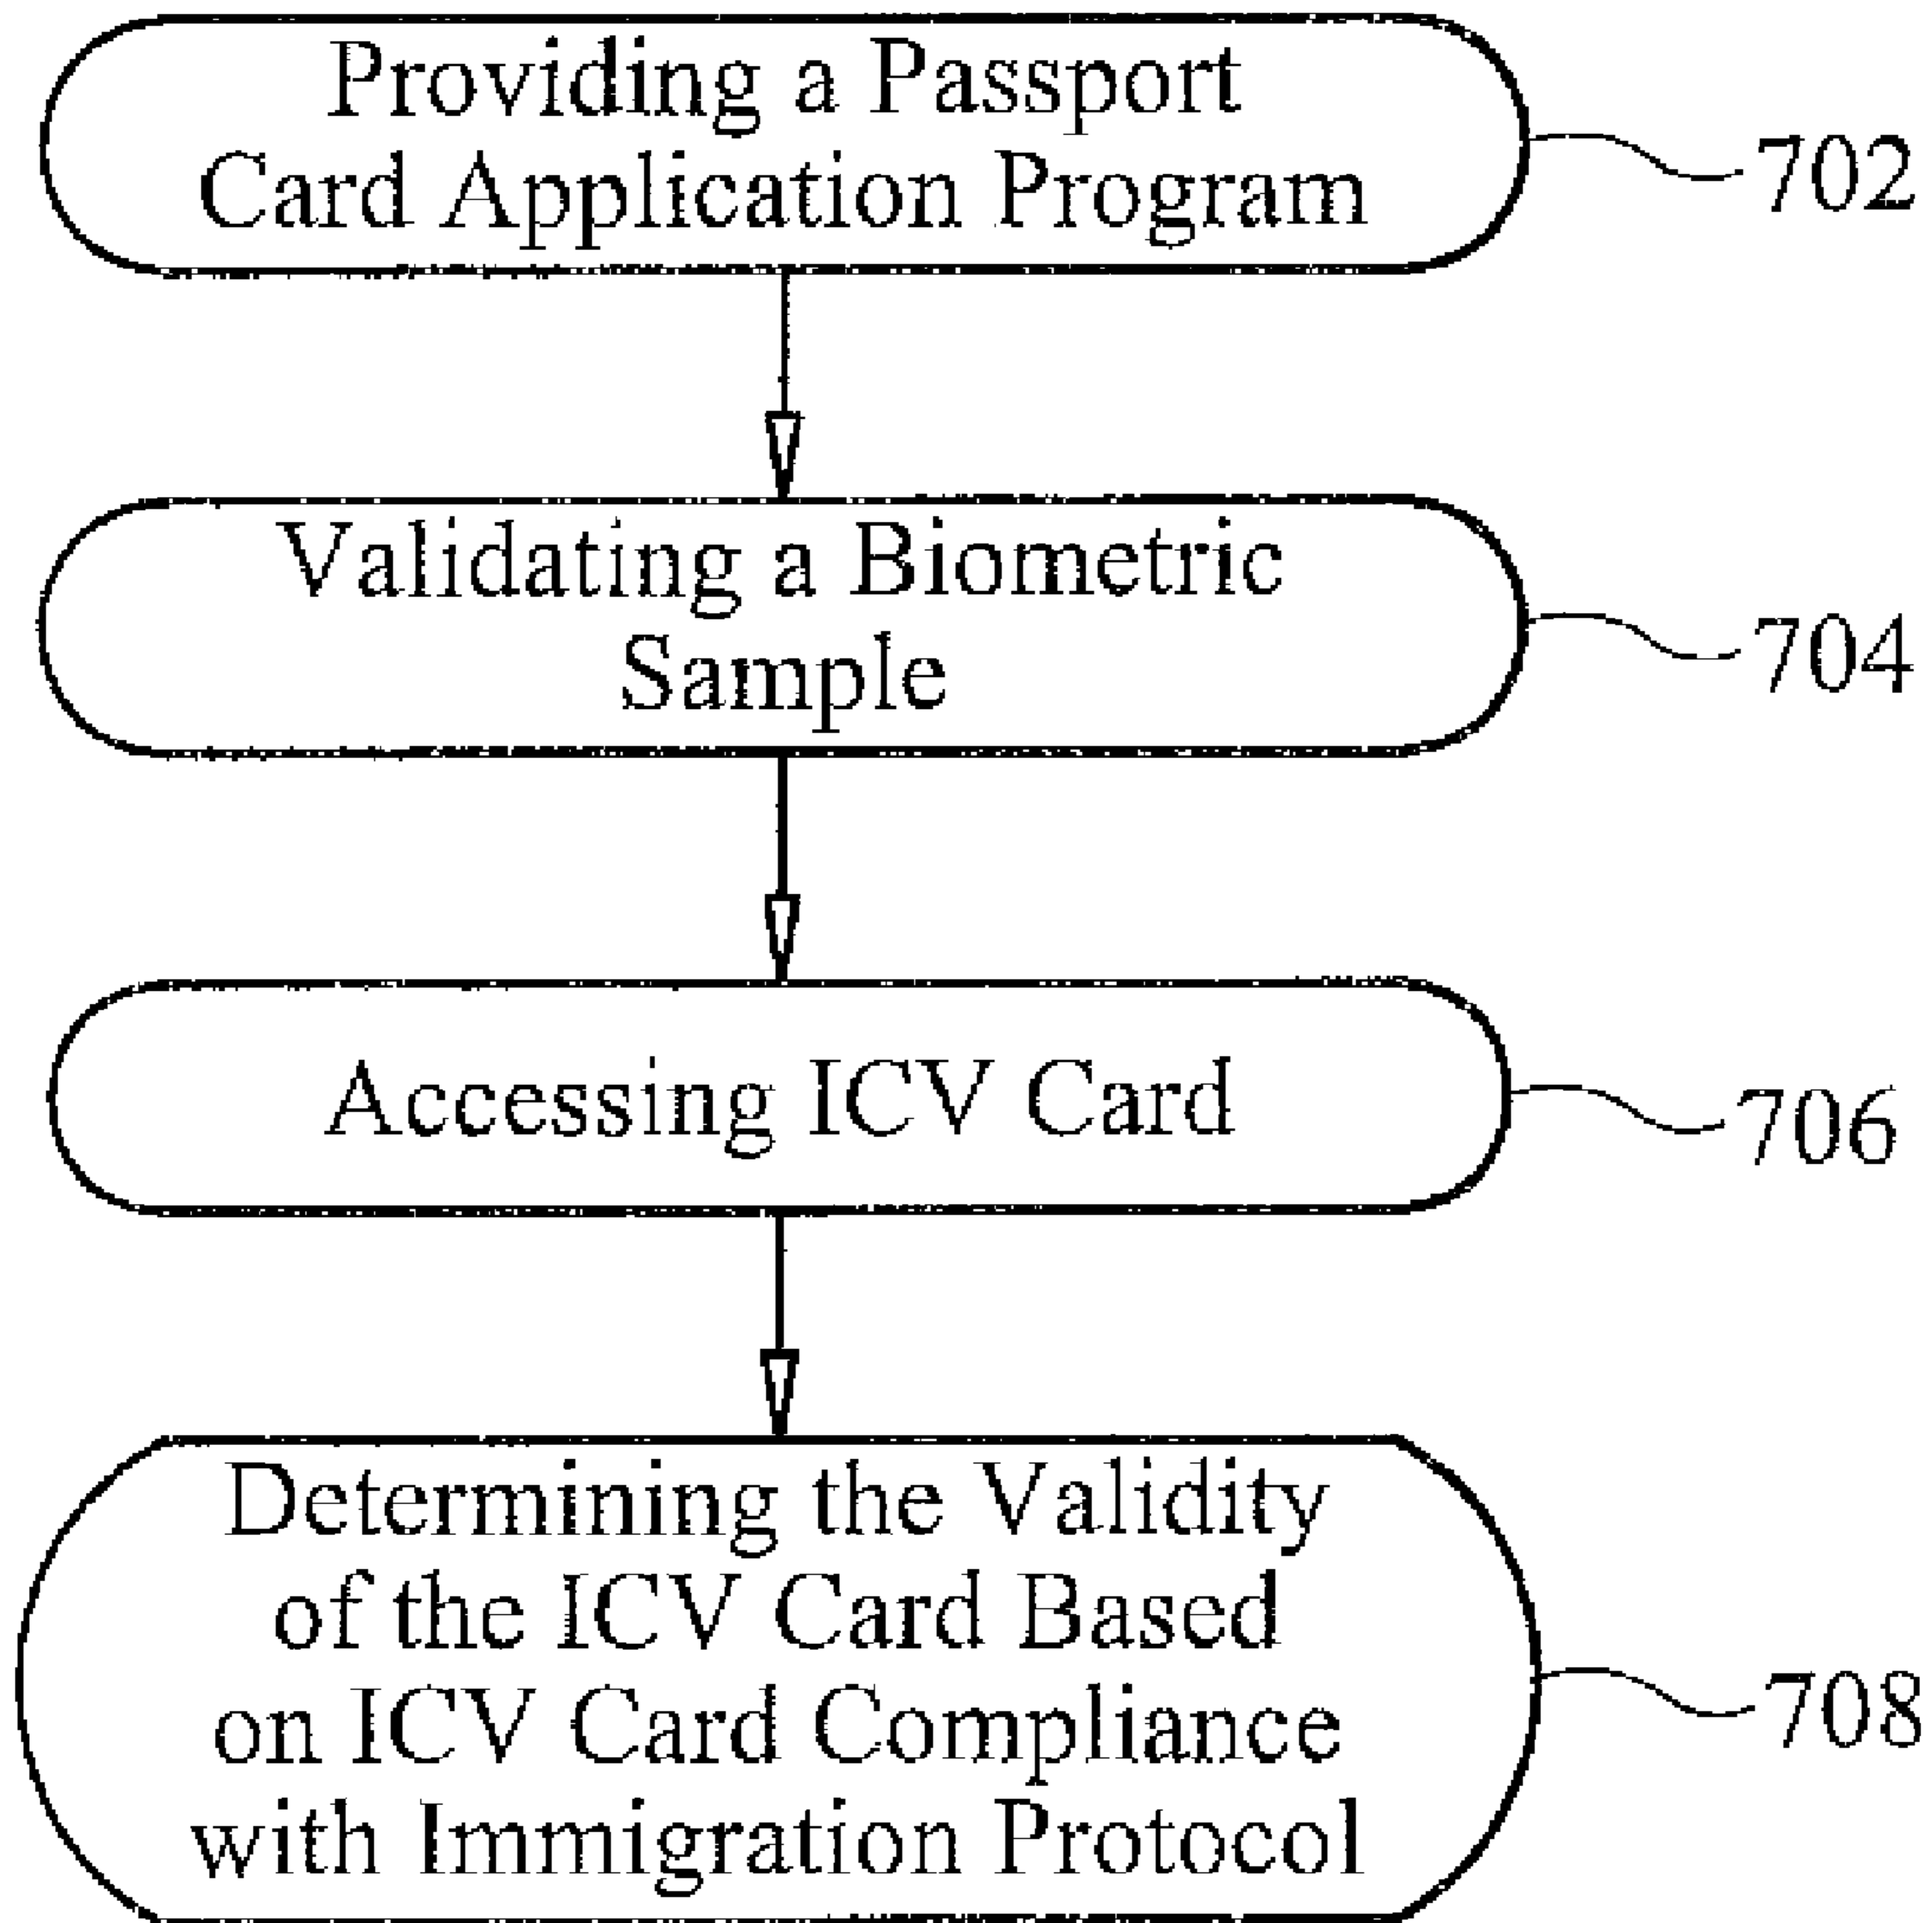 Providing a Passport
Card Application Program
702
Validating a Biometric
Sample
704
Accessing ICV Card
706
Determining the Validity
of the ICV Card Based
on ICV Card Compliance
with Immigration Protocol
708